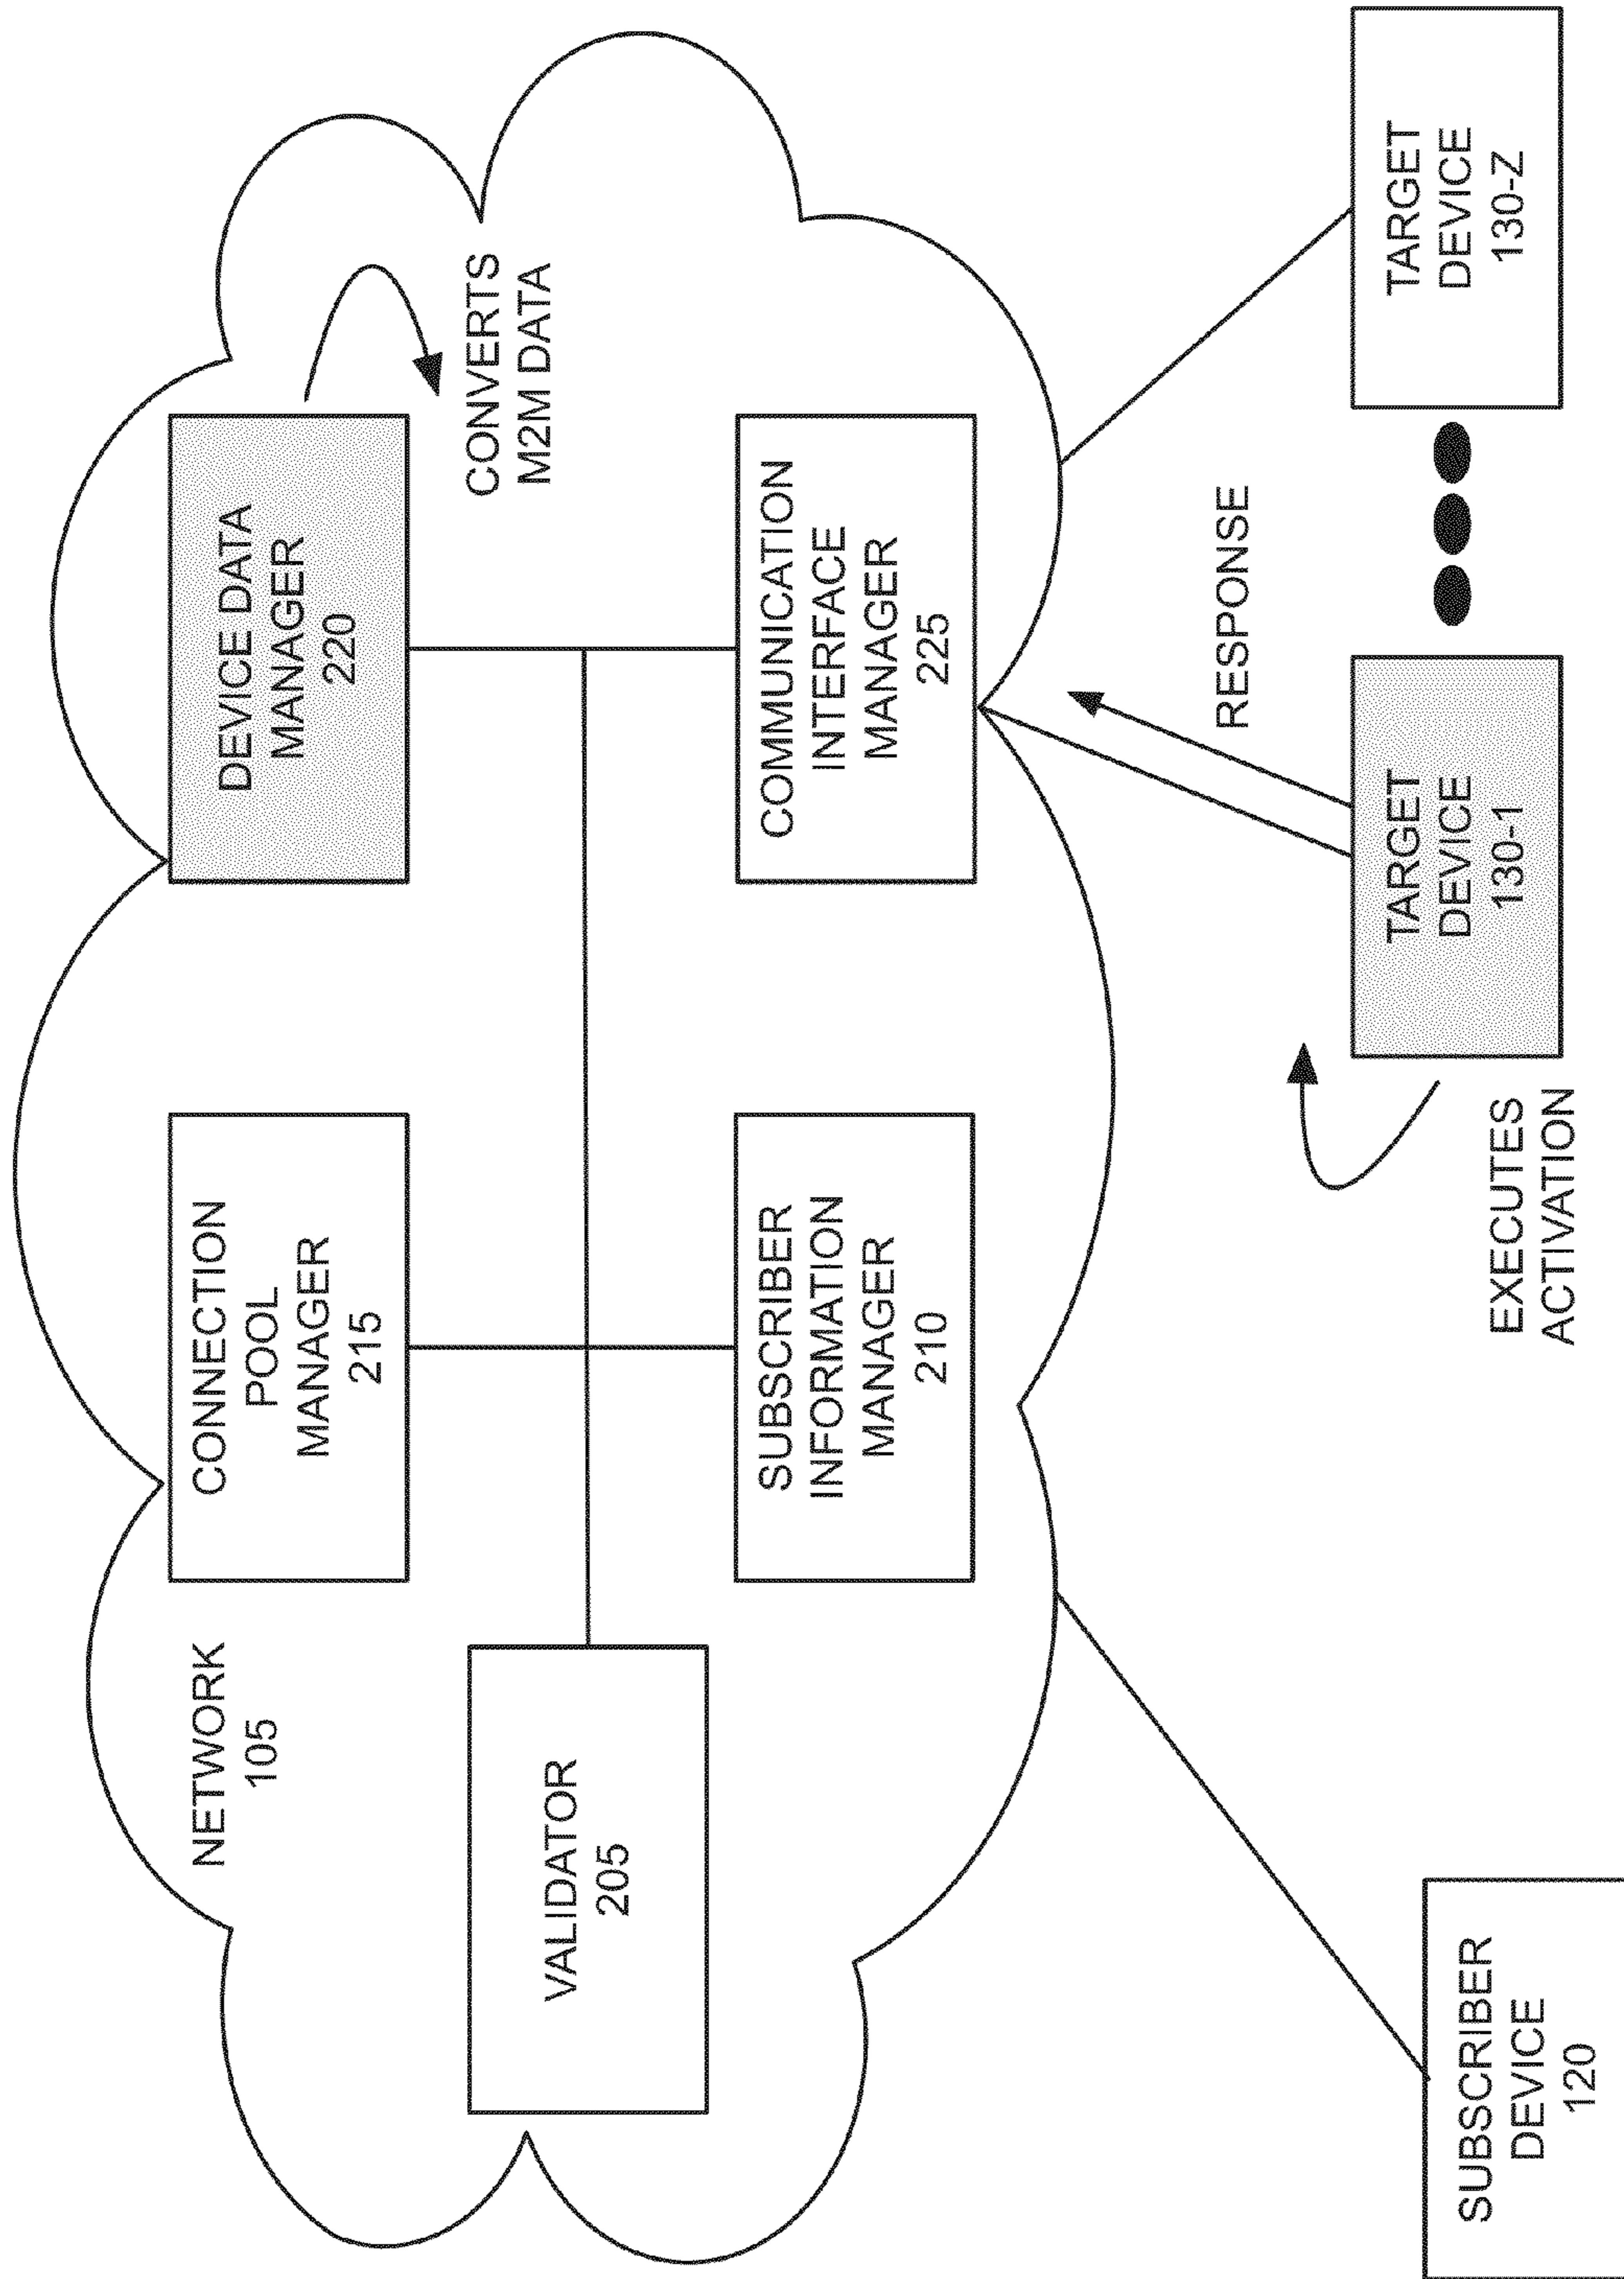 NETWORK
105
CONNECTION
POOL
MANAGER
215
DEVICE DATA
MANAGER
220
CONVERTS
M2M DATA
VALIDATOR
205
SUBSCRIBER
INFORMATION
MANAGER
210
COMMUNICATION
INTERFACE
MANAGER
225
RESPONSE
EXECUTES
ACTIVATION
SUBSCRIBER
DEVICE
120
TARGET
DEVICE
130-1
TARGET
DEVICE
130-Z